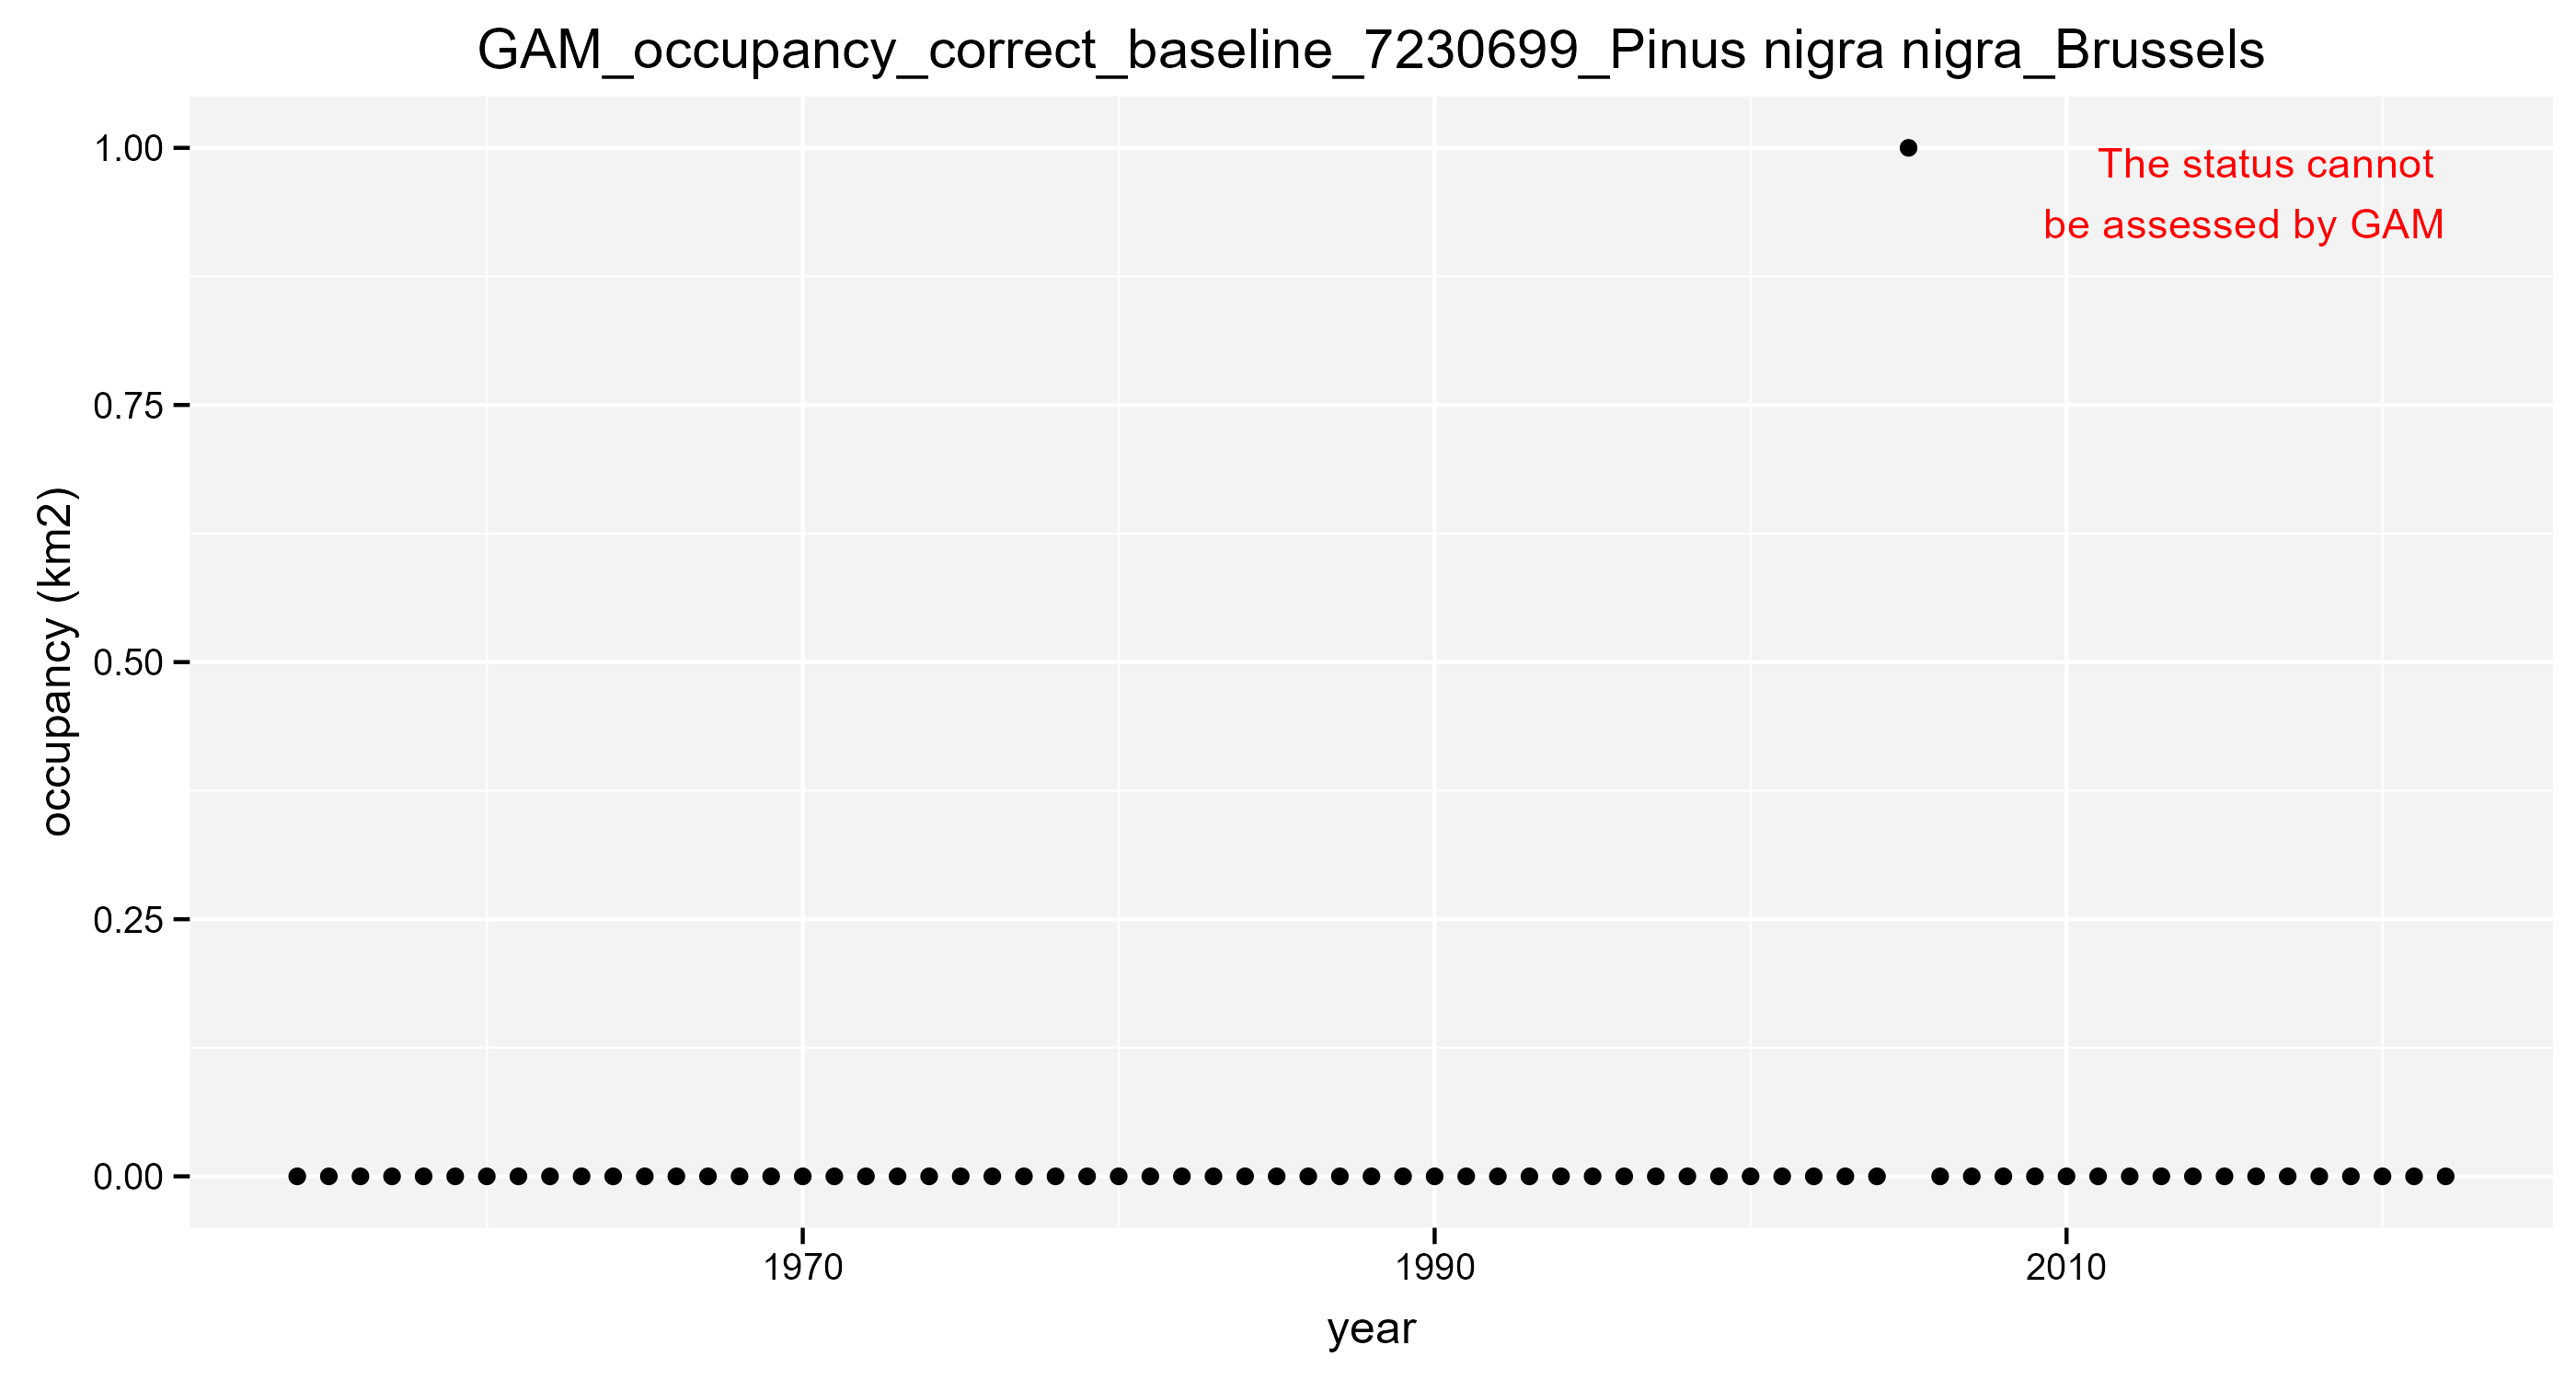 GAM_occupancy_correct_baseline_7230699_Pinus nigra nigra_Brussels
The status cannot
be assessed by GAM
occupancy (km2)
1.00
0.75
0.50
0.25
0.00
1970
1990
2010
year